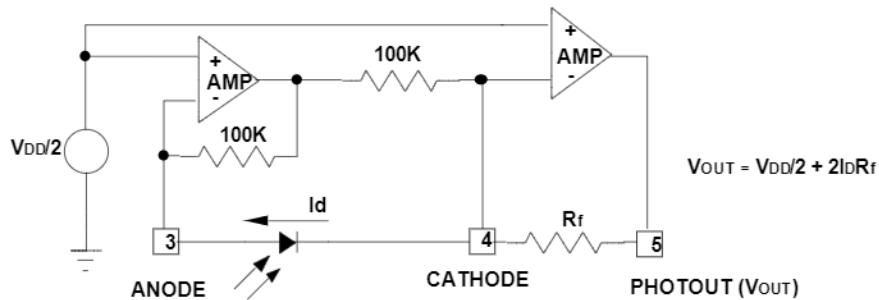 +
AMP
-
100K
+
AMP
-
100K
VDD/2
VOUT = VDD/2 + 2IDRf
Id
Rf
3
4
5
ANODE
CATHODE
PHOTOUT (VOUT)